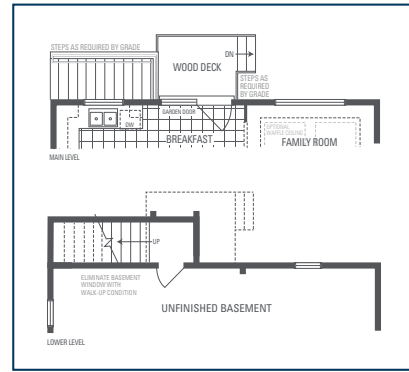 STEPS AS REQUIRED BY GRADE
DN
WOOD DECK
STEPS AS
REQUIRED
BY GRADE
GARDEN DOOR
DW
BREAKFAST
OPTIONAL
WAFFLE CEILING
FAMILY ROOM
MAIN LEVEL
UP
ELIMINATE BASEMENT
WINDOW WITH
WALK-UP CONDITION
UNFINISHED BASEMENT
LOWER LEVEL